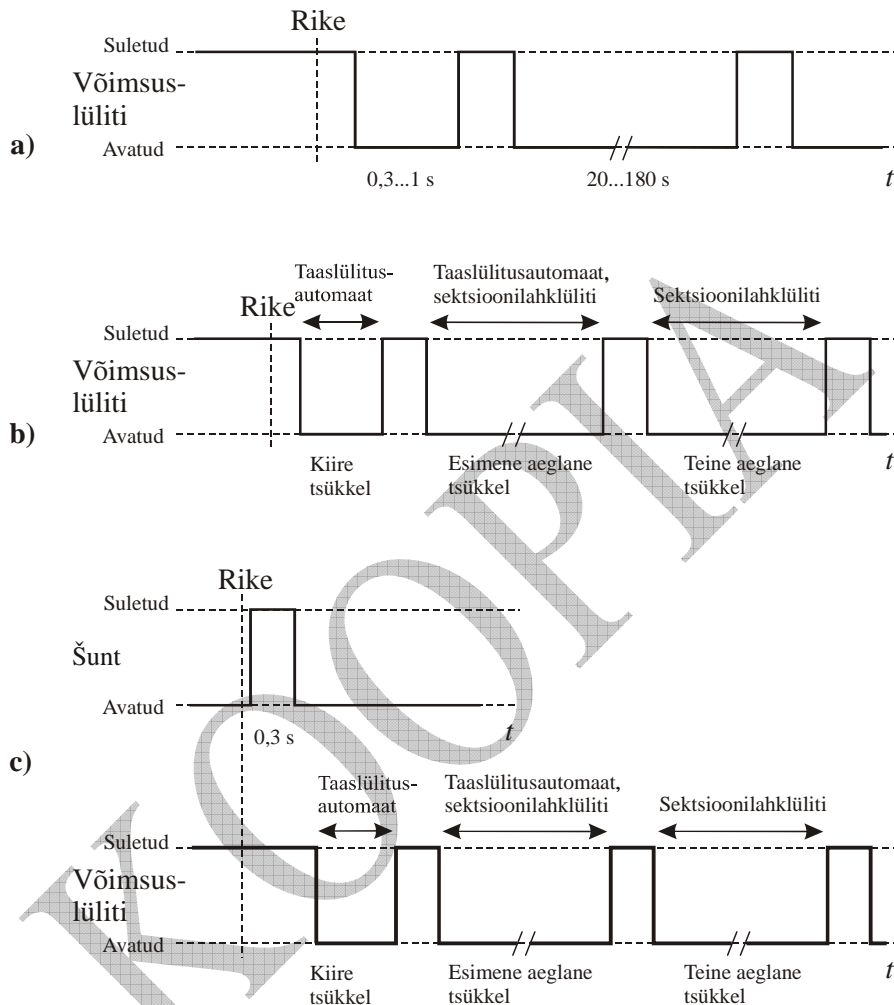 Rike
Suletud
Võimsus-
lüliti
a)
Avatud
0,3...1 s
20...180 s
t
Taaslülitus-
automaat
Taaslülitusautomaat,
sektsioonilahklüliti
Sektsioonilahklüliti
Rike
Suletud
Võimsus-
lüliti
b)
Avatud
Kiire
tsükkel
Esimene aeglane
tsükkel
Teine aeglane
tsükkel
t
Rike
Suletud
Šunt
Avatud
0,3 s
t
c)
Taaslülitus-
automaat
Taaslülitusautomaat,
sektsioonilahklüliti
Sektsioonilahklüliti
Suletud
Võimsus-
lüliti
Avatud
Kiire
tsükkel
Esimene aeglane
tsükkel
Teine aeglane
tsükkel
t
KOOPIA